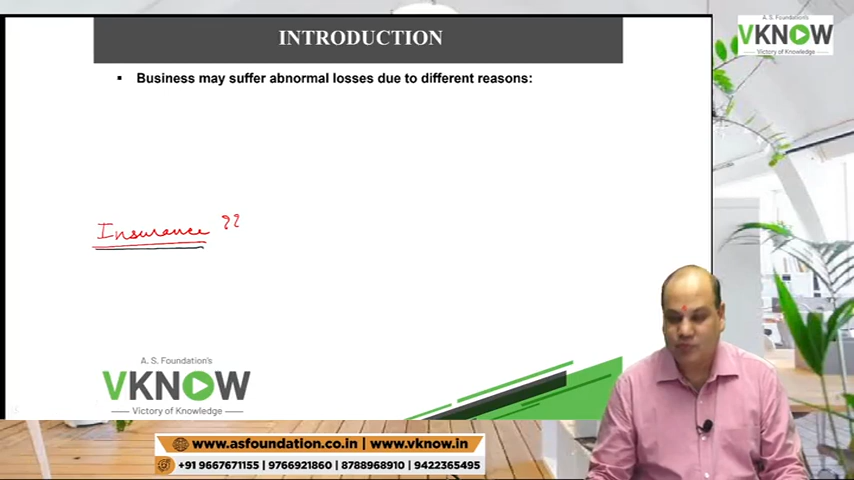 INTRODUCTION
▪ Business may suffer abnormal losses due to different reasons:
Insurance ??
A. S. Foundation's
VKNOW
Victory of Knowledge
A. S. Foundation's
VKNOW
Victory of Knowledge
www.asfoundation.co.in | www.vknow.in
+91 9667671155 | 9766921860 | 8788968910 | 9422365495